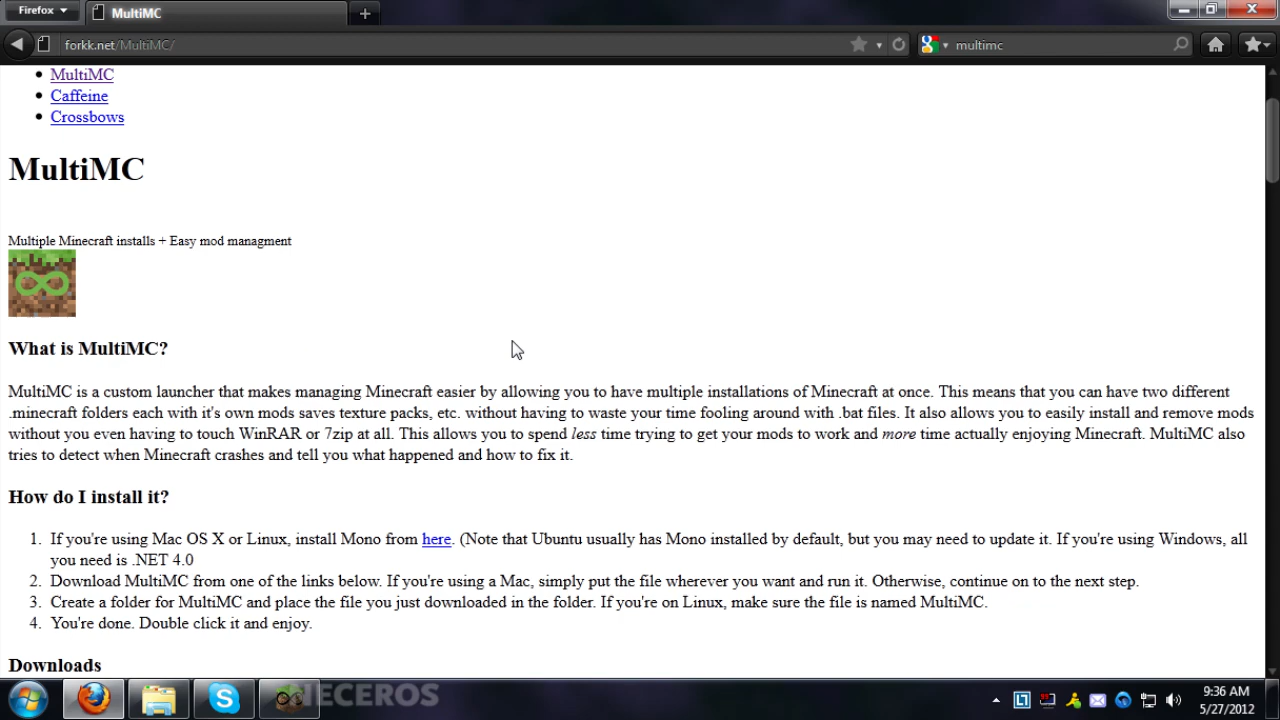 Firefox
MultiMC
forkk.net/MultiMC/
multimc
MultiMC
Caffeine
Crossbows
MultiMC
Multiple Minecraft installs + Easy mod managment
What is MultiMC?
MultiMC is a custom launcher that makes managing Minecraft easier by allowing you to have multiple installations of Minecraft at once. This means that you can have two different
.minecraft folders each with it's own mods saves texture packs, etc. without having to waste your time fooling around with .bat files. It also allows you to easily install and remove mods
without you even having to touch WinRAR or 7zip at all. This allows you to spend less time trying to get your mods to work and more time actually enjoying Minecraft. MultiMC also
tries to detect when Minecraft crashes and tell you what happened and how to fix it.
How do I install it?
1. If you're using Mac OS X or Linux, install Mono from here. (Note that Ubuntu usually has Mono installed by default, but you may need to update it. If you're using Windows, all
you need is .NET 4.0
2. Download MultiMC from one of the links below. If you're using a Mac, simply put the file wherever you want and run it. Otherwise, continue on to the next step.
3. Create a folder for MultiMC and place the file you just downloaded in the folder. If you're on Linux, make sure the file is named MultiMC.
4. You're done. Double click it and enjoy.
Downloads
9:36 AM
5/27/2012